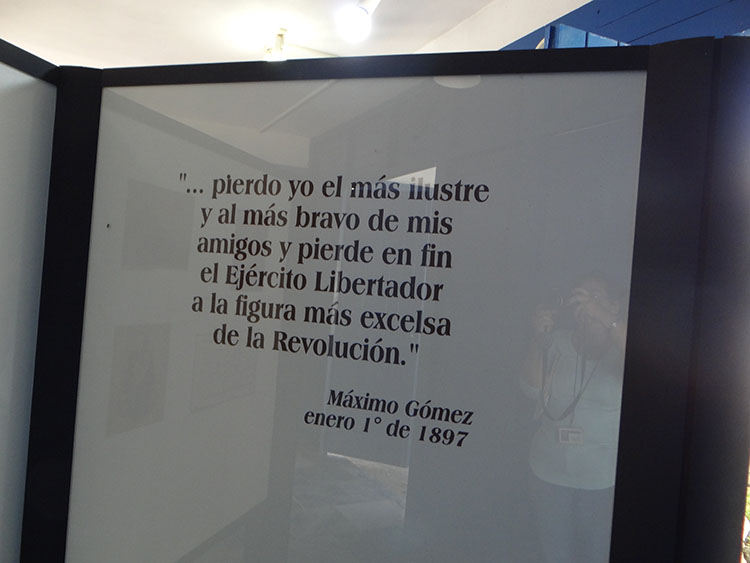 "... pierdo yo el más ilustre
y al más bravo de mis
amigos y pierde en fin
el Ejército Libertador
a la figura más excelsa
de la Revolución."
Máximo Gómez
enero 1° de 1897